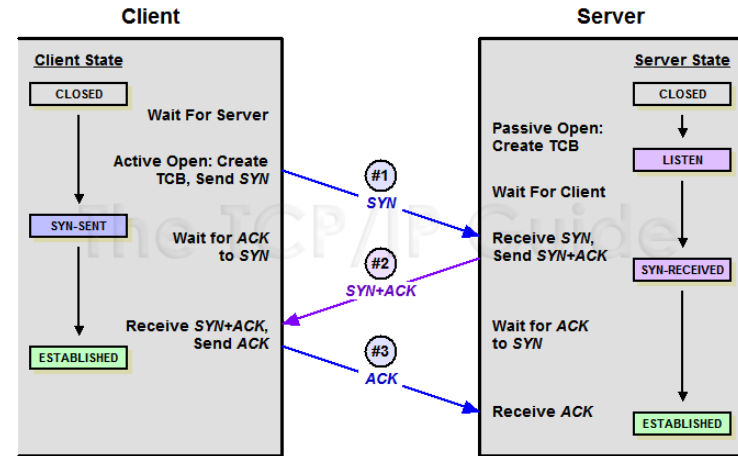 Client
Server
Client State
CLOSED
Wait For Server
Active Open: Create
TCB, Send SYN
SYN-SENT
Wait for ACK
to SYN
Receive SYN+ACK,
Send ACK
ESTABLISHED
#1
SYN
#2
SYN+ACK
#3
ACK
Server State
CLOSED
Passive Open:
Create TCB
LISTEN
Wait For Client
Receive SYN,
Send SYN+ACK
SYN-RECEIVED
Wait for ACK
to SYN
Receive ACK
ESTABLISHED
The TCP/IP Guide